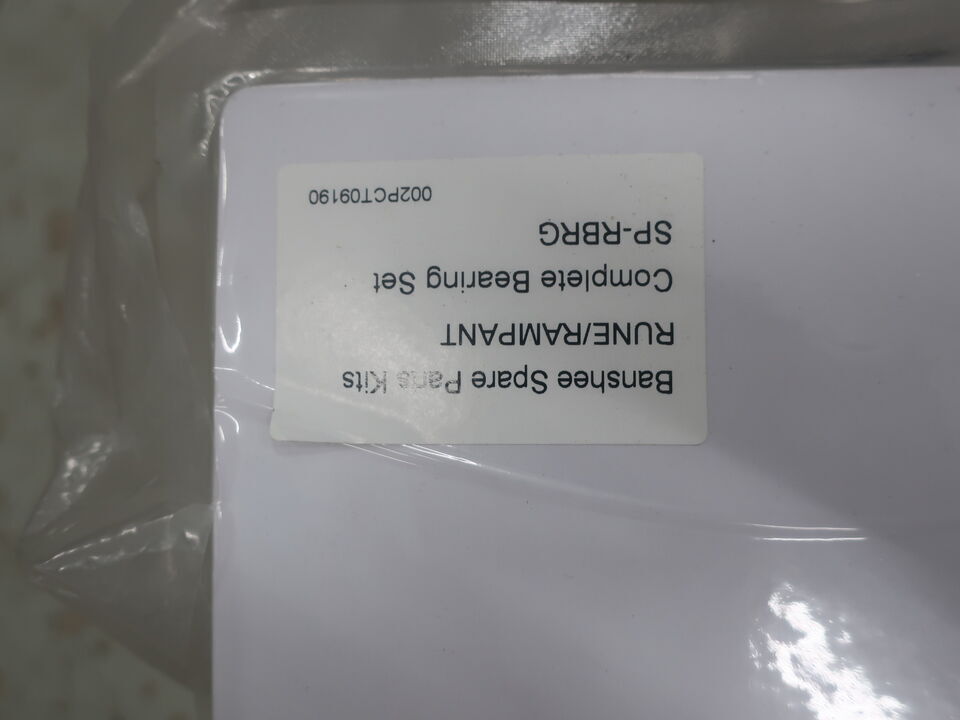 Banshee Spare Parts Kits
RUNE/RAMPANT
Complete Bearing Set
SP-RBRG
002PCT09190